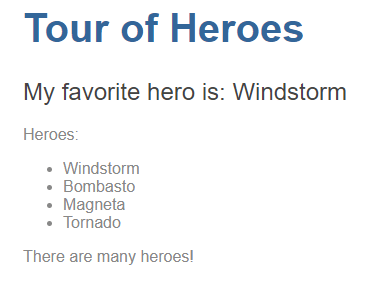 Tour of Heroes
My favorite hero is: Windstorm
Heroes:
Windstorm
Bombasto
Magneta
Tornado
There are many heroes!